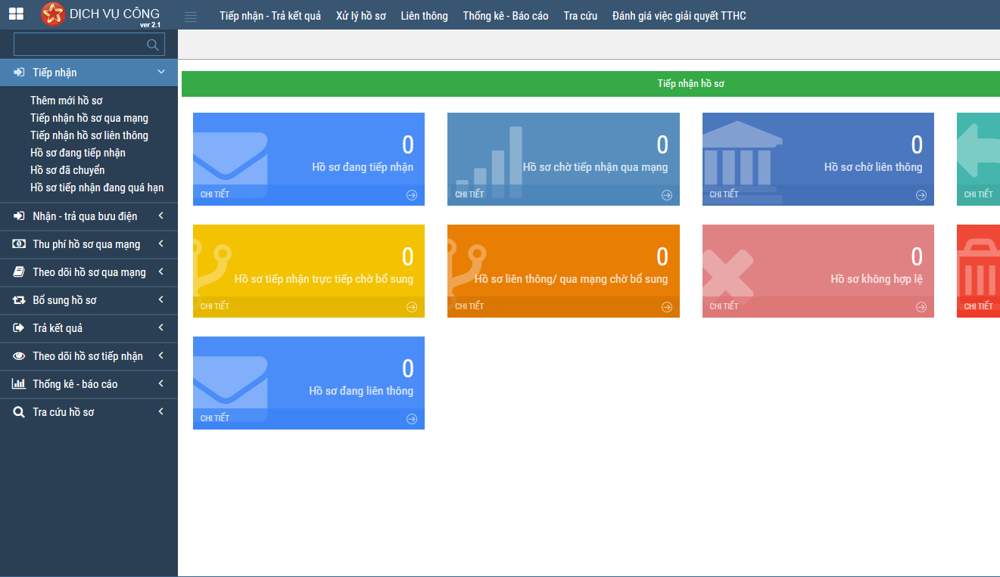 DỊCH VỤ CÔNG
ver 2.1
Tiếp nhận - Trả kết quả Xử lý hồ sơ Liên thông Thống kê - Báo cáo Tra cứu Đánh giá việc giải quyết TTHC
Tiếp nhận
Thêm mới hồ sơ
Tiếp nhận hồ sơ qua mạng
Tiếp nhận hồ sơ liên thông
Hồ sơ đang tiếp nhận
Hồ sơ đã chuyển
Hồ sơ tiếp nhận đang quá hạn
Nhận - trả qua bưu điện
Thu phí hồ sơ qua mạng
Theo dõi hồ sơ qua mạng
Bổ sung hồ sơ
Trả kết quả
Theo dõi hồ sơ tiếp nhận
Thống kê - báo cáo
Tra cứu hồ sơ
Tiếp nhận hồ sơ
0
Hồ sơ đang tiếp nhận
CHI TIẾT
0
Hồ sơ chờ tiếp nhận qua mạng
CHI TIẾT
0
Hồ sơ chờ liên thông
CHI TIẾT
CHI TIẾT
0
Hồ sơ tiếp nhận trực tiếp chờ bổ sung
CHI TIẾT
0
Hồ sơ liên thông/ qua mạng chờ bổ sung
CHI TIẾT
0
Hồ sơ không hợp lệ
CHI TIẾT
CHI TIẾT
0
Hồ sơ đang liên thông
CHI TIẾT